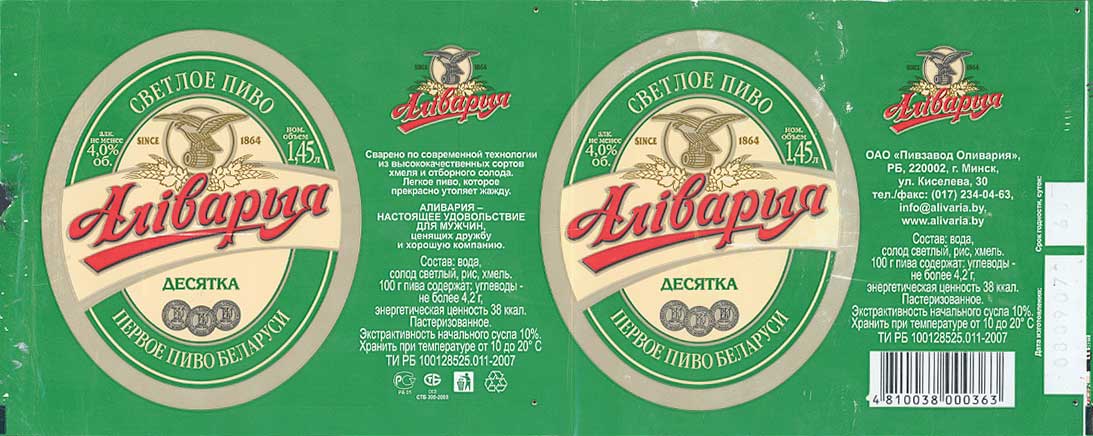 СВЕТЛОЕ ПИВО
алк.
не менее
4,0%
об.
SINCE 1864
ном.
объем
1,45 л
Алiварыя
ДЕСЯТКА
ПЕРВОЕ ПИВО БЕЛАРУСИ
SINCE 1864
Алiварыя
Сварено по современной технологии
из высококачественных сортов
хмеля и отборного солода.
Легкое пиво, которое
прекрасно утоляет жажду.
АЛИВАРИЯ –
НАСТОЯЩЕЕ УДОВОЛЬСТВИЕ
ДЛЯ МУЖЧИН,
ценящих дружбу
и хорошую компанию.
Состав: вода,
солод светлый, рис, хмель.
100 г пива содержат: углеводы -
не более 4,2 г,
энергетическая ценность 38 ккал.
Пастеризованное.
Экстрактивность начального сусла 10%.
Хранить при температуре от 10 до 20° С
ТИ РБ 100128525.011-2007
РБ 01
СТБ 395-2005
СВЕТЛОЕ ПИВО
алк.
не менее
4,0%
об.
SINCE 1864
ном.
объем
1,45 л
Алiварыя
ДЕСЯТКА
ПЕРВОЕ ПИВО БЕЛАРУСИ
SINCE 1864
Алiварыя
ОАО «Пивзавод Оливария»,
РБ, 220002, г. Минск,
ул. Киселева, 30
тел./факс: (017) 234-04-63,
info@alivaria.by
www.alivaria.by
Состав: вода,
солод светлый, рис, хмель.
100 г пива содержат: углеводы -
не более 4,2 г,
энергетическая ценность 38 ккал.
Пастеризованное.
Экстрактивность начального сусла 10%.
Хранить при температуре от 10 до 20° С
ТИ РБ 100128525.011-2007
4 810038 000363
Срок годности, суток:
Дата изготовления: